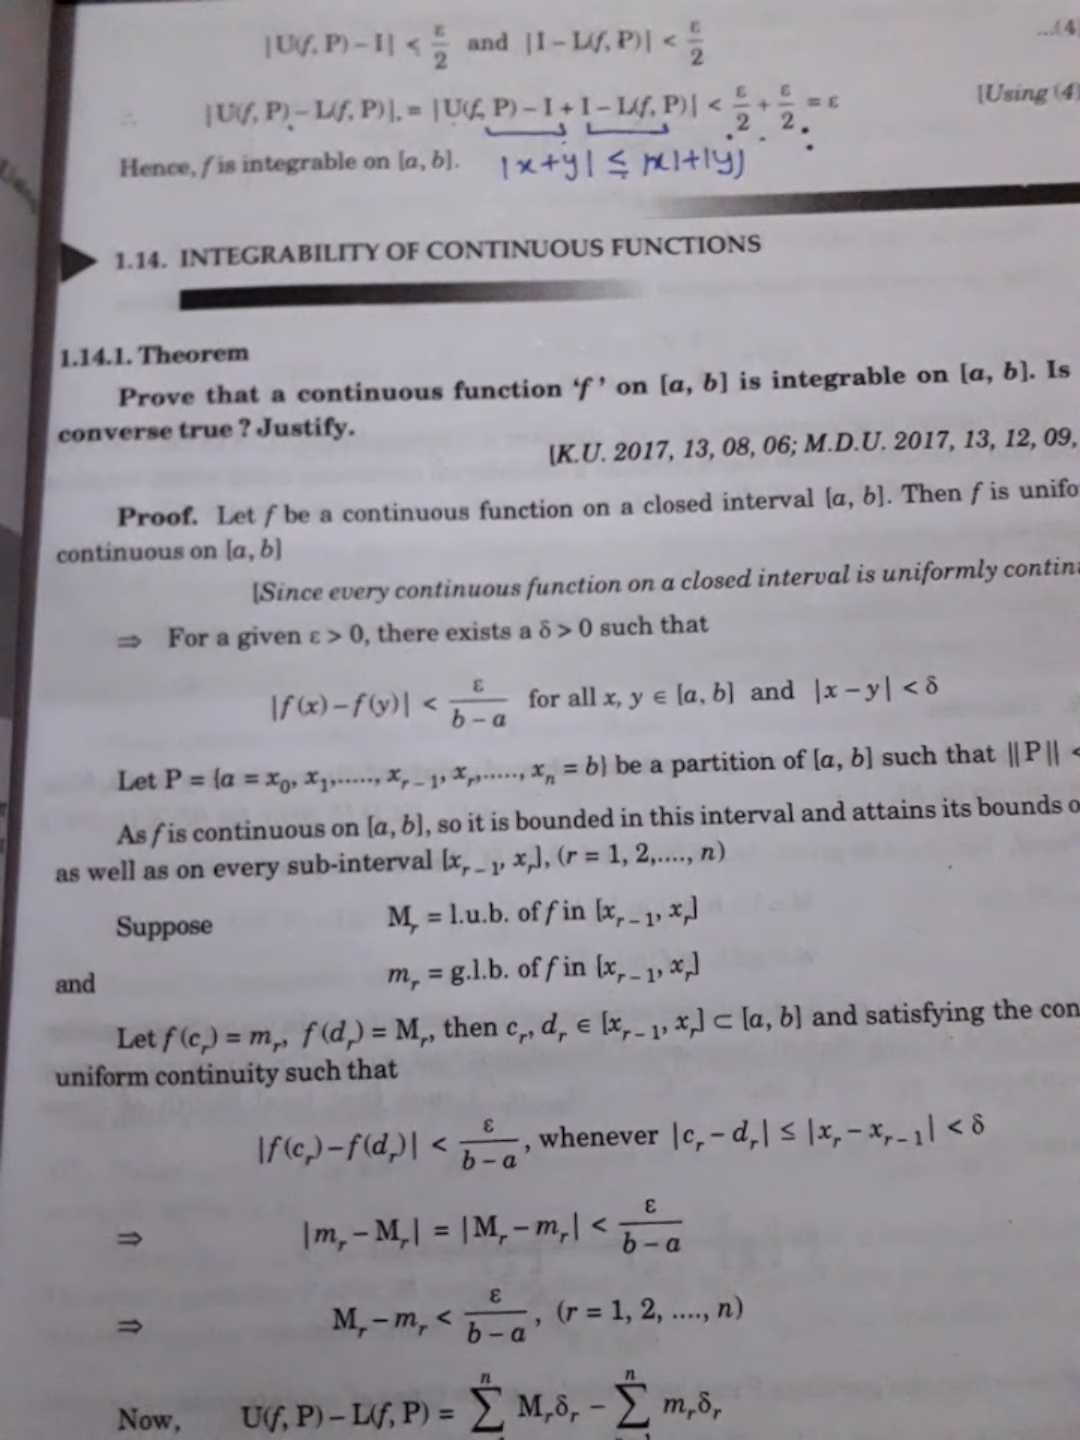 |U(f, P) – I| < ε/2 and |I – L(f, P)| < ε/2 ...(4
∴ |U(f, P) – L(f, P)|. = |U(f, P) – I + I – L(f, P)| < ε/2 + ε/2 = ε [Using (4)
Hence, f is integrable on [a, b]. |x+y| ≤ |x|+|y|
1.14. INTEGRABILITY OF CONTINUOUS FUNCTIONS
1.14.1. Theorem
Prove that a continuous function ‘f’ on [a, b] is integrable on [a, b]. Is
converse true ? Justify.
[K.U. 2017, 13, 08, 06; M.D.U. 2017, 13, 12, 09,
Proof. Let f be a continuous function on a closed interval [a, b]. Then f is unifo
continuous on [a, b]
[Since every continuous function on a closed interval is uniformly contin
⇒ For a given ε > 0, there exists a δ > 0 such that
|f(x) – f(y)| < ε/(b – a) for all x, y ∈ [a, b] and |x – y| < δ
Let P = {a = x₀, x₁,......, xᵣ₋₁, xᵣ,....., xₙ = b} be a partition of [a, b] such that ||P|| <
As f is continuous on [a, b], so it is bounded in this interval and attains its bounds o
as well as on every sub-interval [xᵣ₋₁, xᵣ], (r = 1, 2,...., n)
Suppose Mᵣ = l.u.b. of f in [xᵣ₋₁, xᵣ]
and mᵣ = g.l.b. of f in [xᵣ₋₁, xᵣ]
Let f(cᵣ) = mᵣ, f(dᵣ) = Mᵣ, then cᵣ, dᵣ ∈ [xᵣ₋₁, xᵣ] ⊂ [a, b] and satisfying the con
uniform continuity such that
|f(cᵣ) – f(dᵣ)| < ε/(b – a), whenever |cᵣ – dᵣ| ≤ |xᵣ – xᵣ₋₁| < δ
⇒ |mᵣ – Mᵣ| = |Mᵣ – mᵣ| < ε/(b – a)
⇒ Mᵣ – mᵣ < ε/(b – a), (r = 1, 2, ...., n)
Now, U(f, P) – L(f, P) = ∑ⁿ Mᵣδᵣ – ∑ⁿ mᵣδᵣ